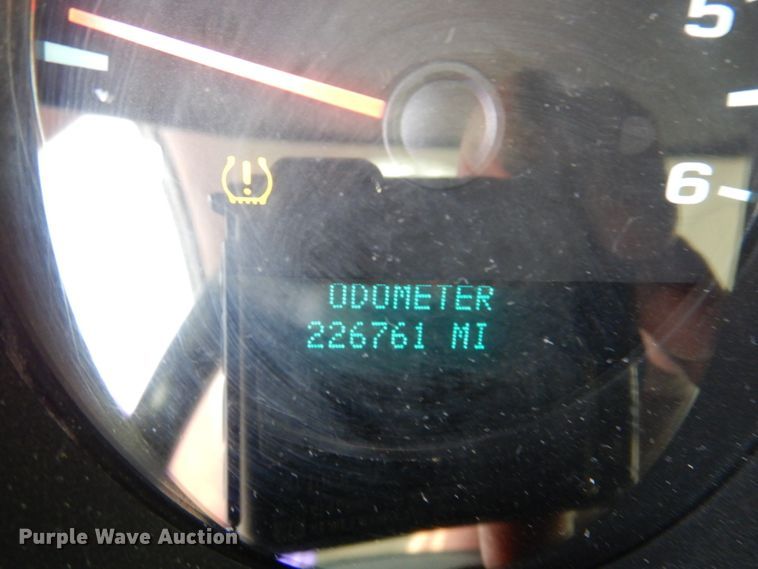 5
6
ODOMETER
226761 MI
Purple Wave Auction®